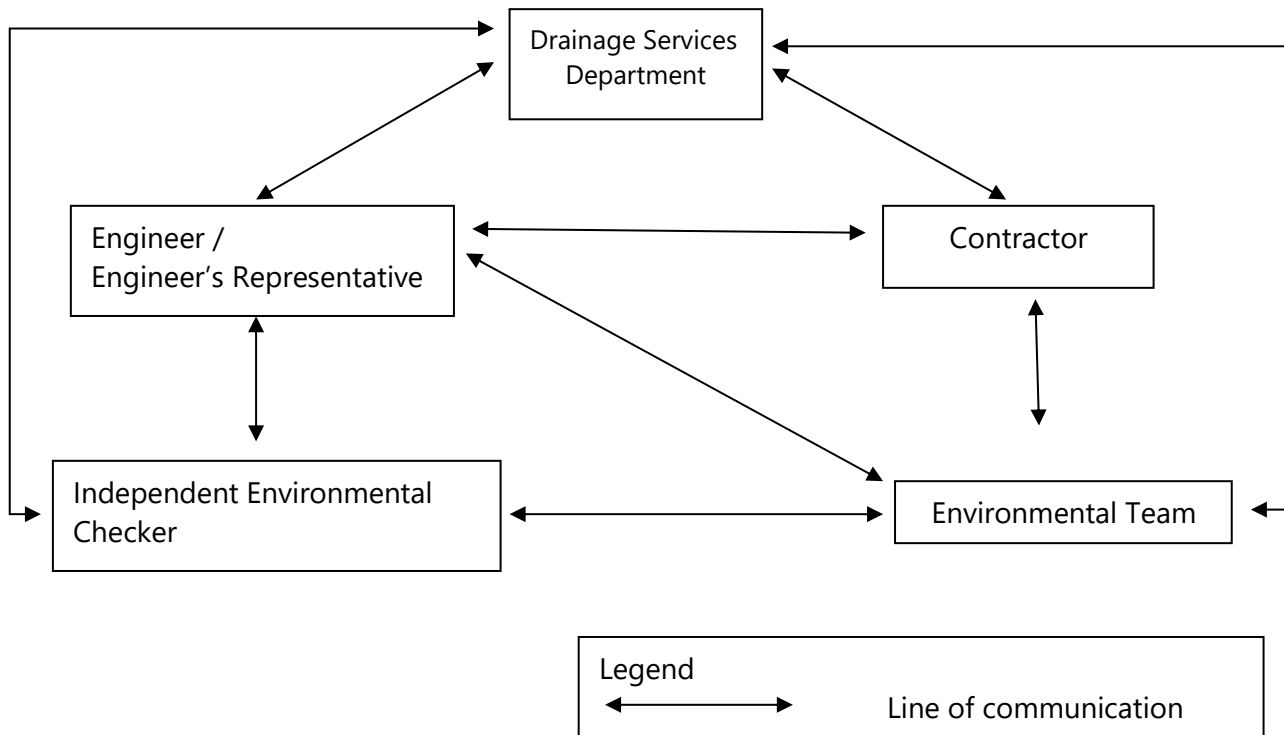 Drainage Services
Department
Engineer /
Engineer’s Representative
Contractor
Independent Environmental
Checker
Environmental Team
Legend
Line of communication